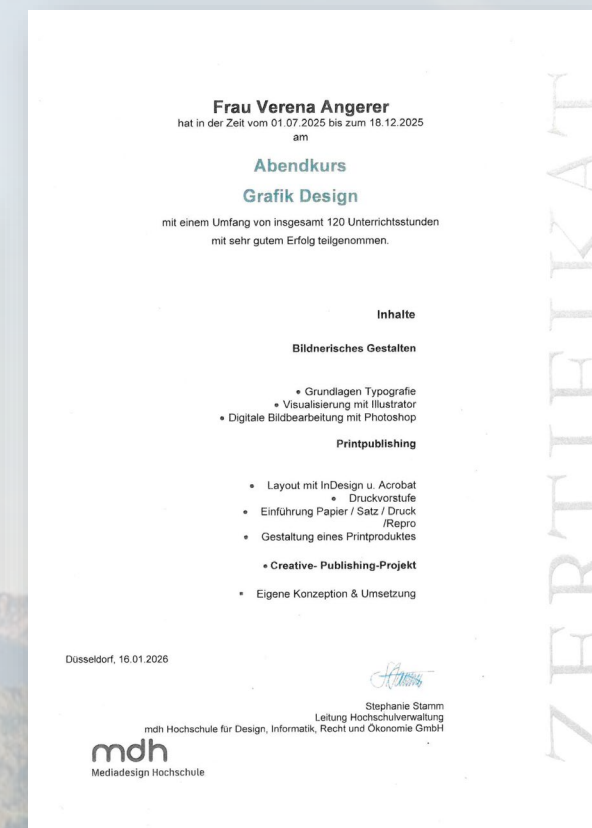 Frau Verena Angerer
hat in der Zeit vom 01.07.2025 bis zum 18.12.2025
am
Abendkurs
Grafik Design
mit einem Umfang von insgesamt 120 Unterrichtsstunden
mit sehr gutem Erfolg teilgenommen.
Inhalte
Bildnerisches Gestalten
• Grundlagen Typografie
• Visualisierung mit Illustrator
• Digitale Bildbearbeitung mit Photoshop
Printpublishing
• Layout mit InDesign u. Acrobat
• Druckvorstufe
• Einführung Papier / Satz / Druck
/Repro
• Gestaltung eines Printproduktes
• Creative- Publishing-Projekt
• Eigene Konzeption & Umsetzung
Düsseldorf, 16.01.2026
Stephanie Stamm
Leitung Hochschulverwaltung
mdh Hochschule für Design, Informatik, Recht und Ökonomie GmbH
mdh
Mediadesign Hochschule
ZERTIFIKAT